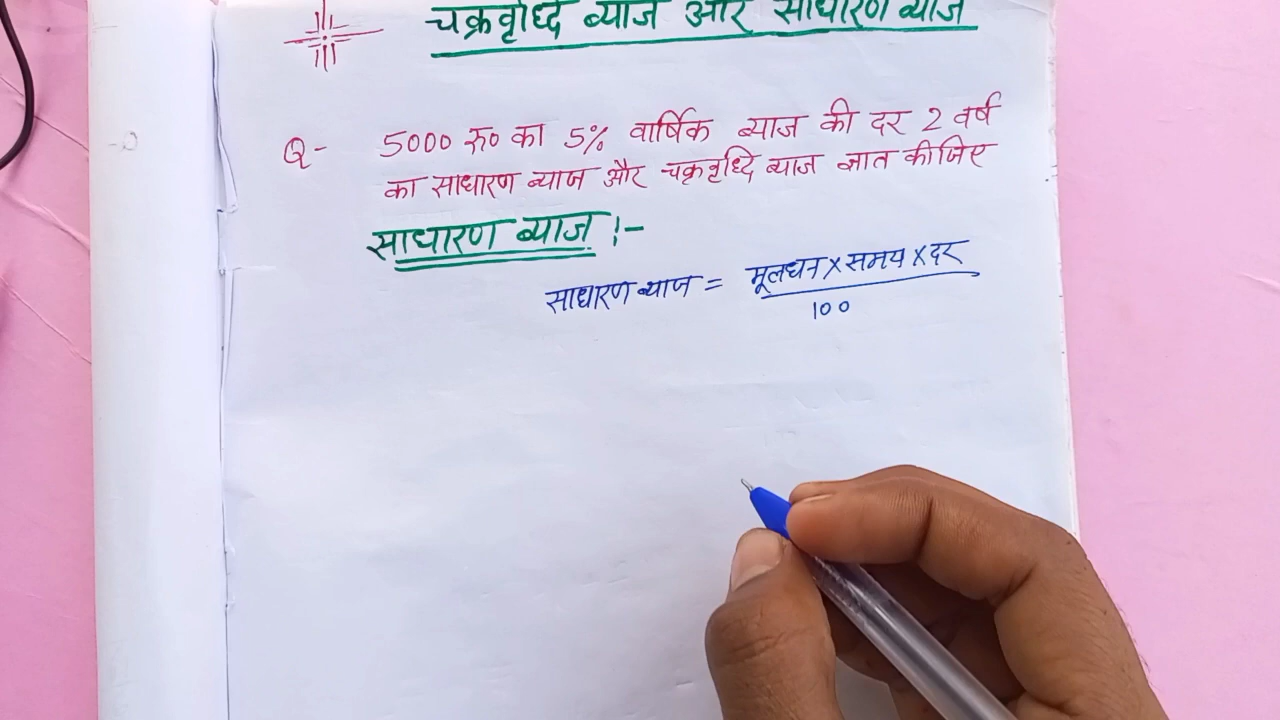 चक्रवृध्दि ब्याज और साधारण ब्याज
Q- 5000 रु० का 5% वार्षिक ब्याज की दर 2 वर्ष
का साधारण ब्याज और चक्रवृध्दि ब्याज ज्ञात कीजिए
साधारण ब्याज :-
साधारण ब्याज = मूलधन × समय × दर
100